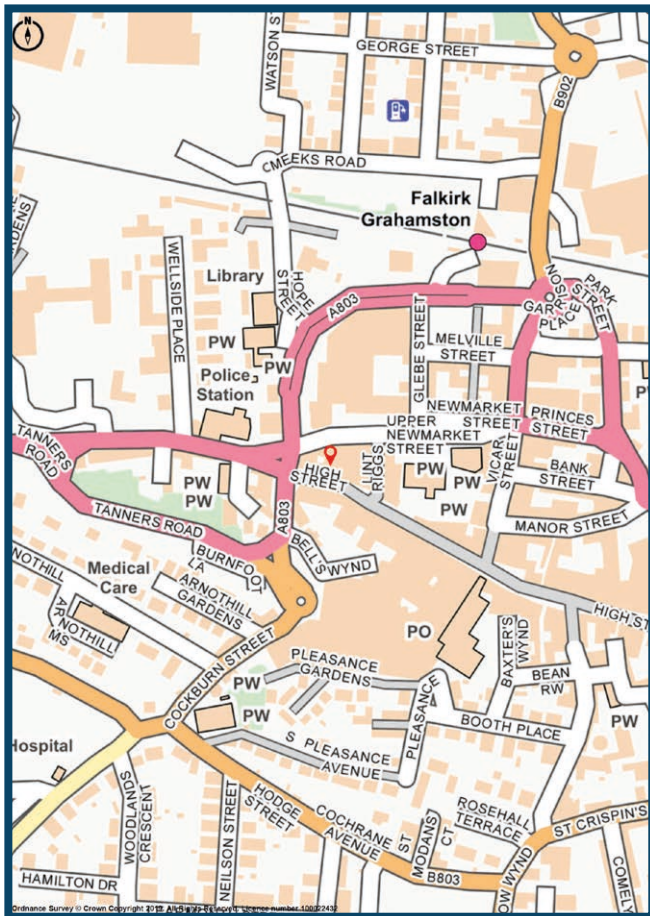 N
WATSON ST
GEORGE STREET
B902
MEEKS ROAD
Falkirk
Grahamston
WELLSIDE PLACE
Library
HOPE
STREET
A803
PARK
STREET
PLACE
MELVILLE
STREET
GLEBE STREET
PW
PW
Police
Station
UPPER
NEWMARKET
STREET
NEWMARKET
STREET
PRINCES
STREET
TANNERS
ROAD
HIGH
STREET
LINT
RIGGS
PW
PW
PW
VICAR
STREET
BANK
STREET
MANOR STREET
PW
PW
TANNERS ROAD
A803
BELL'S
WYND
BURNFOOT
LA
ARNOTHILL
GARDENS
Medical
Care
ARNOTHILL
MS
NOTHILL
PO
HIGH ST
BAXTER'S
WYND
BEAN
RW
COCKBURN STREET
PLEASANCE
GARDENS
PW
PW
PLEASANCE
BOOTH PLACE
PW
S PLEASANCE
AVENUE
Hospital
WOODLANDS
CRESCENT
NEILSON STREET
HODGE
STREET
COCHRANE
AVENUE
ST
MODANS
CT
ROSEHALL
TERRACE
ST CRISPIN'S
HAMILTON DR
B803
OW WYND
COMELY